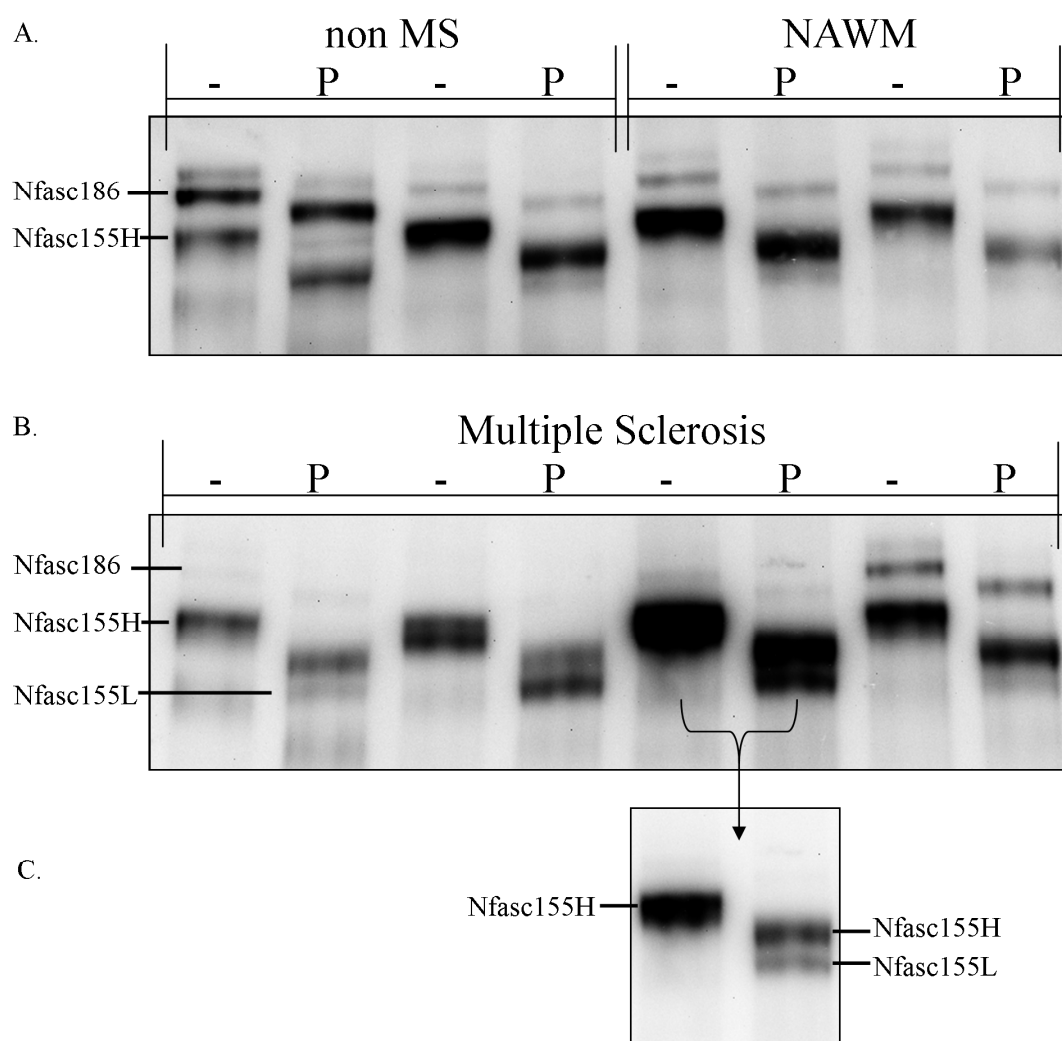 A.
non MS NAWM
- P - P - P - P
Nfasc186
Nfasc155H
B.
Multiple Sclerosis
- P - P - P - P
Nfasc186
Nfasc155H
Nfasc155L
C.
Nfasc155H
Nfasc155H
Nfasc155L